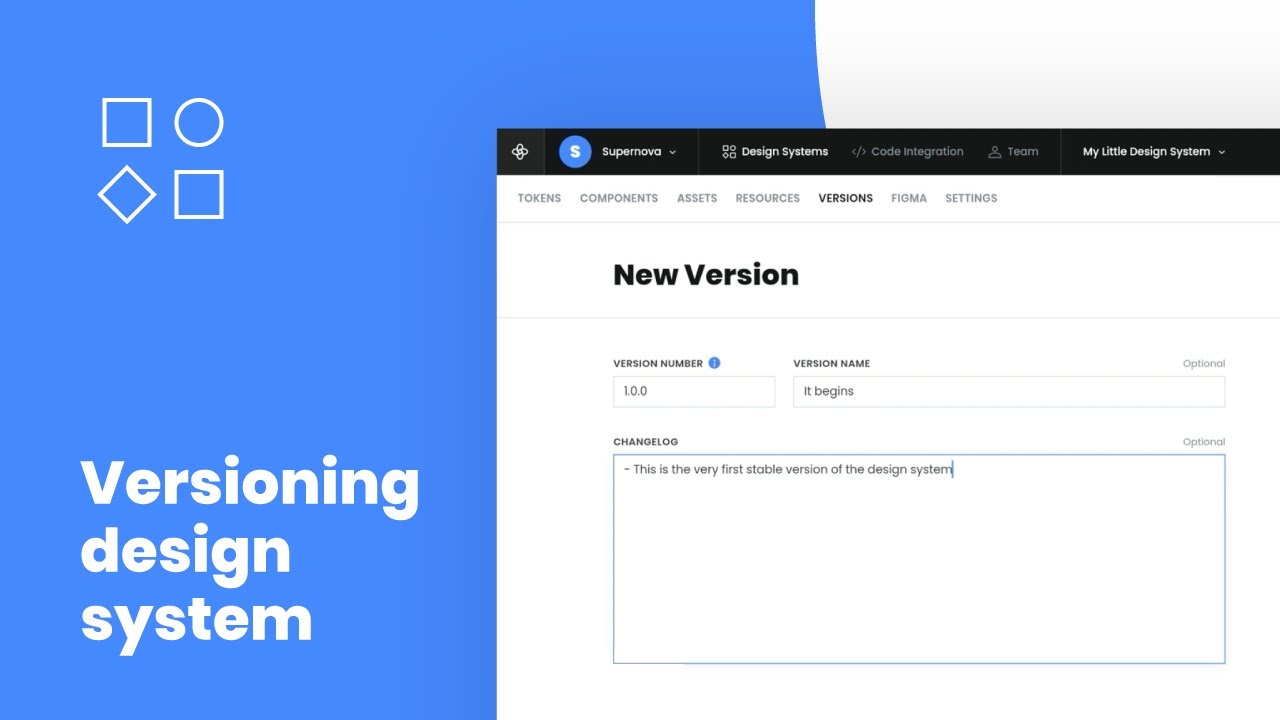 Versioning
design
system
S Supernova Design Systems </> Code Integration Team My Little Design System
TOKENS COMPONENTS ASSETS RESOURCES VERSIONS FIGMA SETTINGS
New Version
VERSION NUMBER i VERSION NAME Optional
1.0.0 It begins
CHANGELOG Optional
- This is the very first stable version of the design system